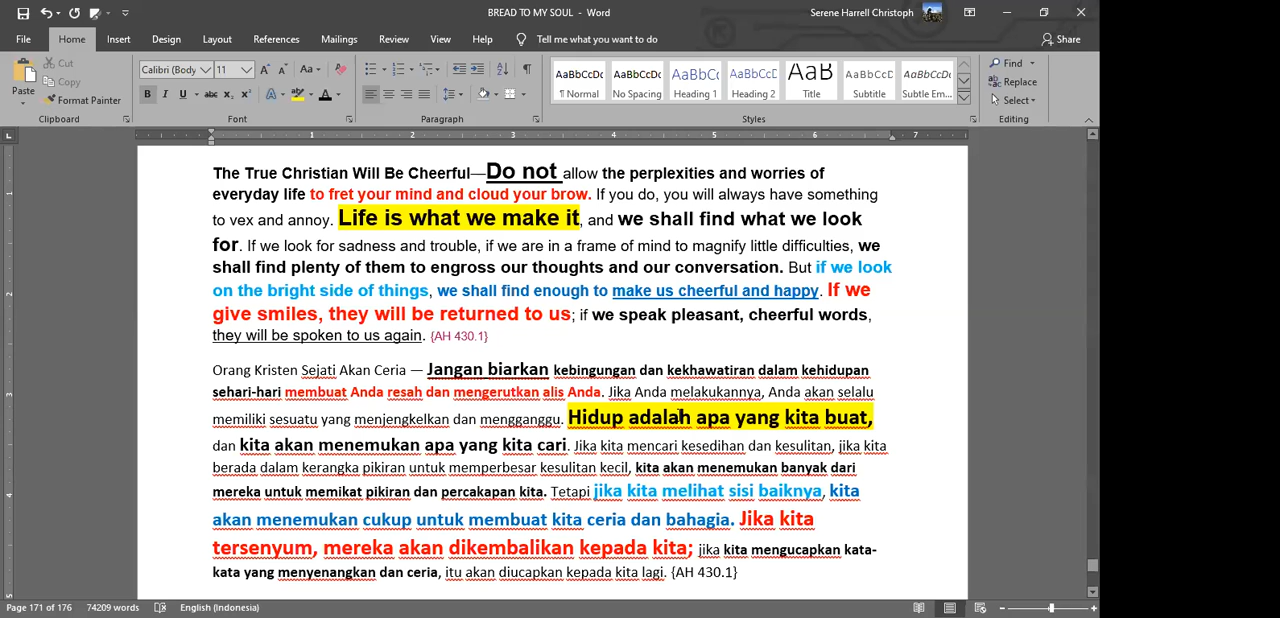 BREAD TO MY SOUL - Word
Serene Harrell Christoph
File Home Insert Design Layout References Mailings Review View Help Tell me what you want to do Share
Paste
Cut
Copy
Format Painter
Clipboard
Calibri (Body 11
Font
Paragraph
AaBbCcDc AaBbCcDc AaBbCc AaBbCcD AaB AaBbCcD AaBbCcDc
¶ Normal No Spacing Heading 1 Heading 2 Title Subtitle Subtle Em...
Styles
Find
Replace
Select
Editing
1 2 3 4 5 6 7
The True Christian Will Be Cheerful—Do not allow the perplexities and worries of
everyday life to fret your mind and cloud your brow. If you do, you will always have something
to vex and annoy. Life is what we make it, and we shall find what we look
for. If we look for sadness and trouble, if we are in a frame of mind to magnify little difficulties, we
shall find plenty of them to engross our thoughts and our conversation. But if we look
on the bright side of things, we shall find enough to make us cheerful and happy. If we
give smiles, they will be returned to us; if we speak pleasant, cheerful words,
they will be spoken to us again. {AH 430.1}
Orang Kristen Sejati Akan Ceria — Jangan biarkan kebingungan dan kekhawatiran dalam kehidupan
sehari-hari membuat Anda resah dan mengerutkan alis Anda. Jika Anda melakukannya, Anda akan selalu
memiliki sesuatu yang menjengkelkan dan mengganggu. Hidup adalah apa yang kita buat,
dan kita akan menemukan apa yang kita cari. Jika kita mencari kesedihan dan kesulitan, jika kita
berada dalam kerangka pikiran untuk memperbesar kesulitan kecil, kita akan menemukan banyak dari
mereka untuk memikat pikiran dan percakapan kita. Tetapi jika kita melihat sisi baiknya, kita
akan menemukan cukup untuk membuat kita ceria dan bahagia. Jika kita
tersenyum, mereka akan dikembalikan kepada kita; jika kita mengucapkan kata-
kata yang menyenangkan dan ceria, itu akan diucapkan kepada kita lagi. {AH 430.1}
Page 171 of 176 74209 words English (Indonesia)